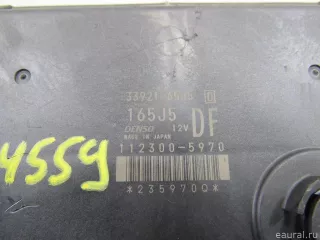 165J5
DENSO 12V DF
MADE IN JAPAN
112300-5970
*235970Q*
4559
eaural.ru